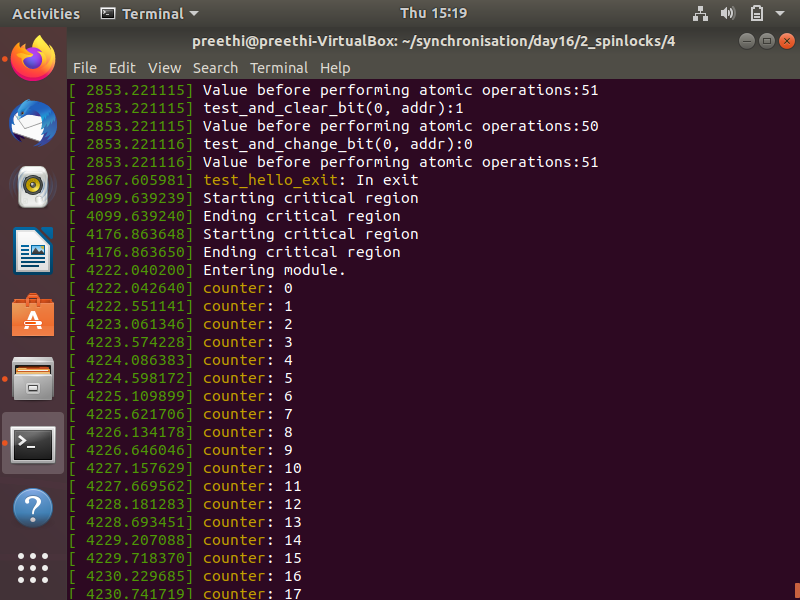 Activities Terminal Thu 15:19
preethi@preethi-VirtualBox: ~/synchronisation/day16/2_spinlocks/4
File Edit View Search Terminal Help
[ 2853.221115] Value before performing atomic operations:51
[ 2853.221115] test_and_clear_bit(0, addr):1
[ 2853.221115] Value before performing atomic operations:50
[ 2853.221116] test_and_change_bit(0, addr):0
[ 2853.221116] Value before performing atomic operations:51
[ 2867.605981] test_hello_exit: In exit
[ 4099.639239] Starting critical region
[ 4099.639240] Ending critical region
[ 4176.863648] Starting critical region
[ 4176.863650] Ending critical region
[ 4222.040200] Entering module.
[ 4222.042640] counter: 0
[ 4222.551141] counter: 1
[ 4223.061346] counter: 2
[ 4223.574228] counter: 3
[ 4224.086383] counter: 4
[ 4224.598172] counter: 5
[ 4225.109899] counter: 6
[ 4225.621706] counter: 7
[ 4226.134178] counter: 8
[ 4226.646046] counter: 9
[ 4227.157629] counter: 10
[ 4227.669562] counter: 11
[ 4228.181283] counter: 12
[ 4228.693451] counter: 13
[ 4229.207088] counter: 14
[ 4229.718370] counter: 15
[ 4230.229685] counter: 16
[ 4230.741719] counter: 17